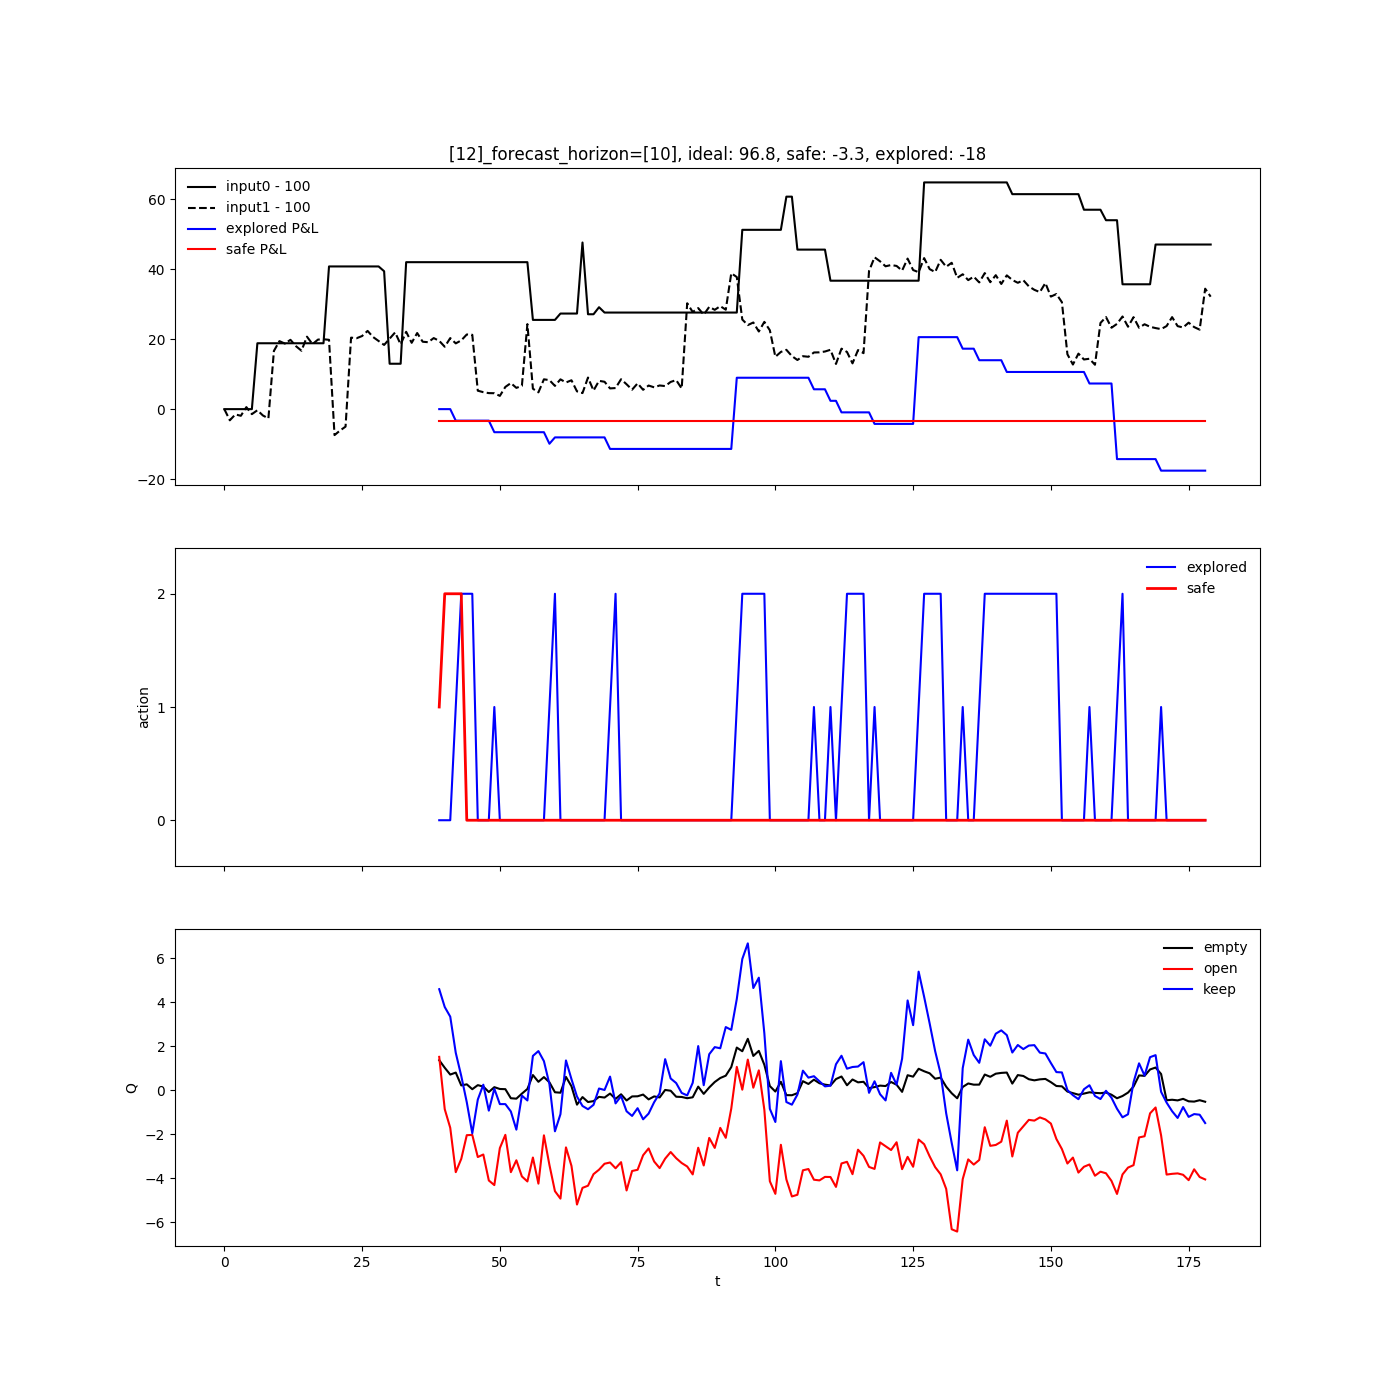 [12]_forecast_horizon=[10], ideal: 96.8, safe: -3.3, explored: -18
input0 - 100
input1 - 100
explored P&L
safe P&L
60
40
20
0
−20
explored
safe
action
2
1
0
empty
open
keep
Q
6
4
2
0
−2
−4
−6
0 25 50 75 100 125 150 175
t